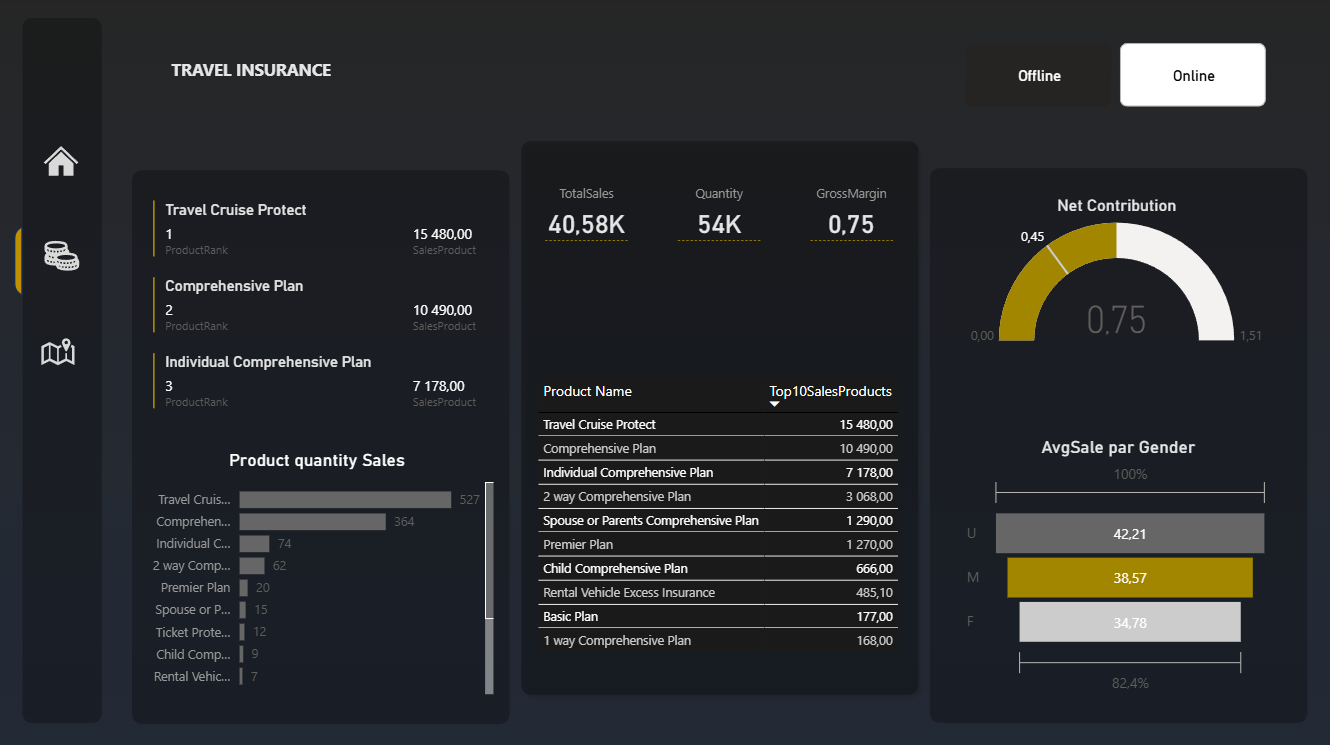 TRAVEL INSURANCE
Offline
Online
Travel Cruise Protect
1 15 480,00
ProductRank SalesProduct
Comprehensive Plan
2 10 490,00
ProductRank SalesProduct
Individual Comprehensive Plan
3 7 178,00
ProductRank SalesProduct
Product quantity Sales
Travel Cruis... 527
Comprehen... 364
Individual C... 74
2 way Comp... 62
Premier Plan 20
Spouse or P... 15
Ticket Prote... 12
Child Comp... 9
Rental Vehic... 7
TotalSales Quantity GrossMargin
40,58K 54K 0,75
Product Name Top10SalesProducts
Travel Cruise Protect 15 480,00
Comprehensive Plan 10 490,00
Individual Comprehensive Plan 7 178,00
2 way Comprehensive Plan 3 068,00
Spouse or Parents Comprehensive Plan 1 290,00
Premier Plan 1 270,00
Child Comprehensive Plan 666,00
Rental Vehicle Excess Insurance 485,10
Basic Plan 177,00
1 way Comprehensive Plan 168,00
Net Contribution
0,45
0,75
0,00 1,51
AvgSale par Gender
100%
U 42,21
M 38,57
F 34,78
82,4%